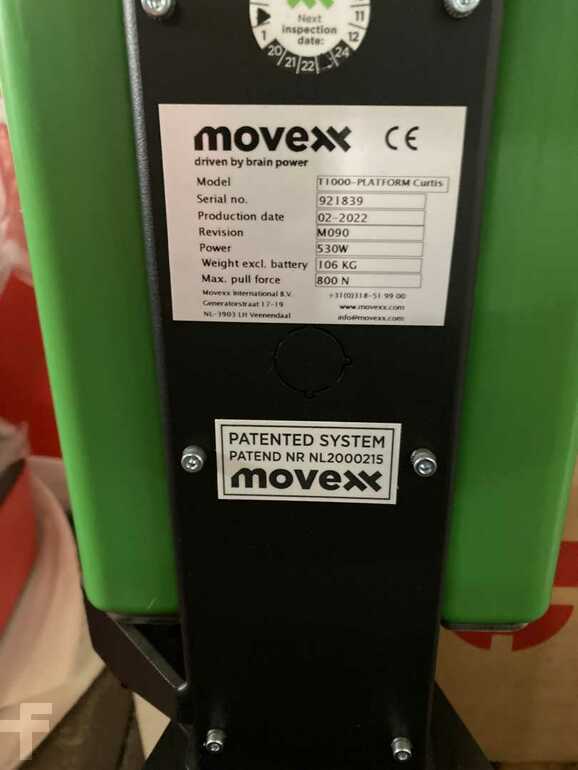 Next
inspection
date:
1 11
12
20 21 22 24
movexx CE
driven by brain power
Model T1000-PLATFORM Curtis
Serial no. 921839
Production date 02-2022
Revision M090
Power 530W
Weight excl. battery 106 KG
Max. pull force 800 N
Movexx International B.V. +31(0)318-51 99 00
Generatorstraat 17-19 www.movexx.com
NL-3903 LH Veenendaal info@movexx.com
PATENTED SYSTEM
PATEND NR NL2000215
movexx